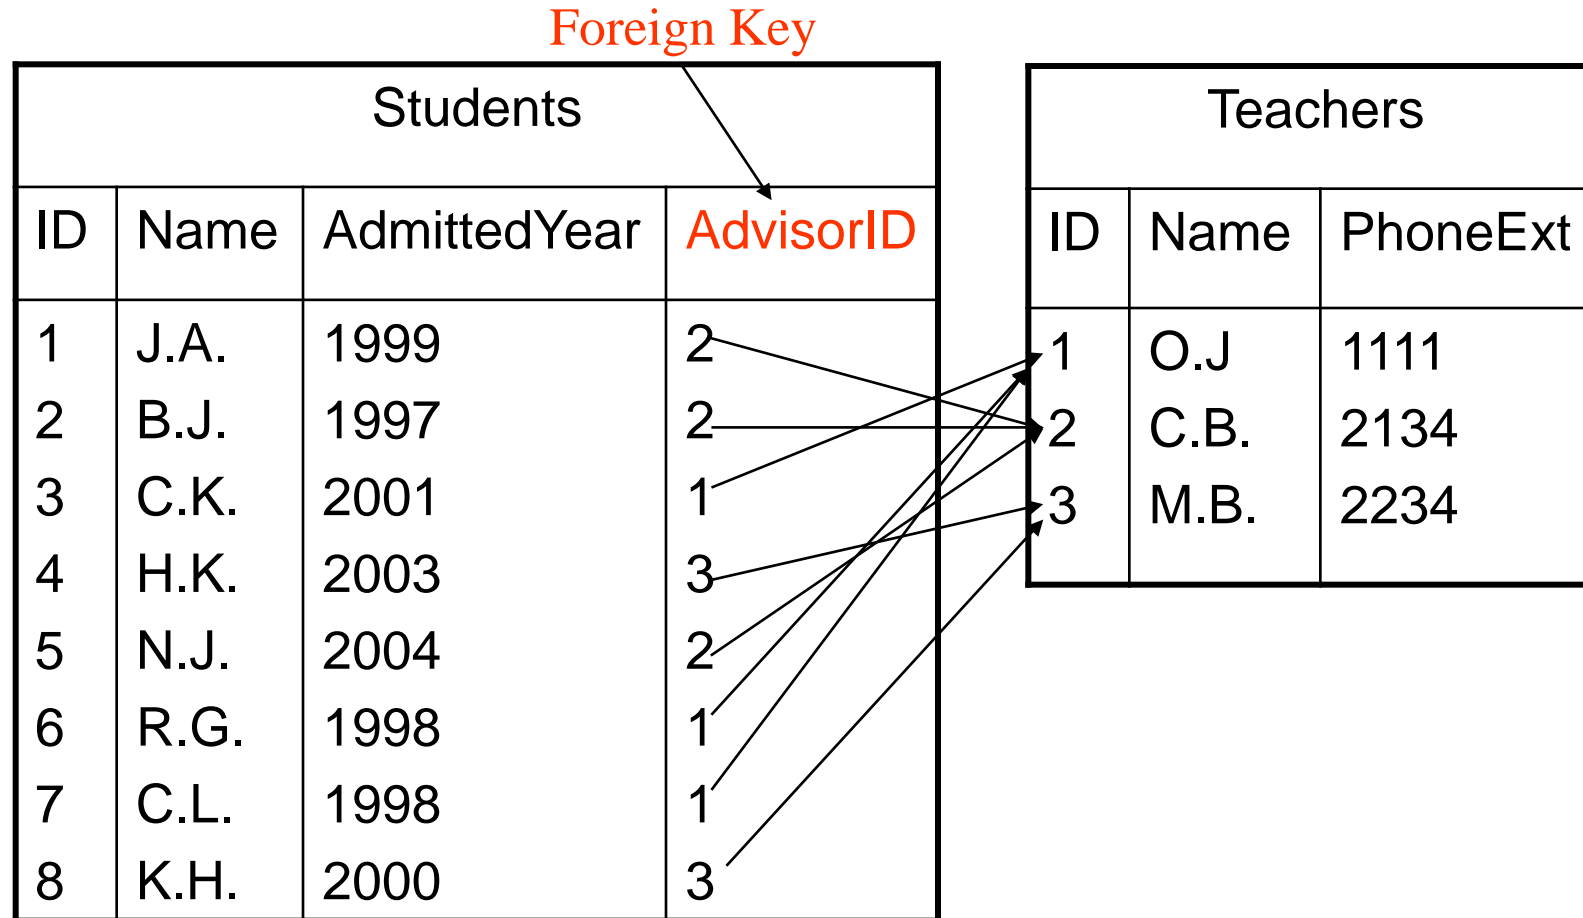 Foreign Key
Students
ID Name AdmittedYear AdvisorID
1 J.A. 1999 2
2 B.J. 1997 2
3 C.K. 2001 1
4 H.K. 2003 3
5 N.J. 2004 2
6 R.G. 1998 1
7 C.L. 1998 1
8 K.H. 2000 3
Teachers
ID Name PhoneExt
1 O.J 1111
2 C.B. 2134
3 M.B. 2234